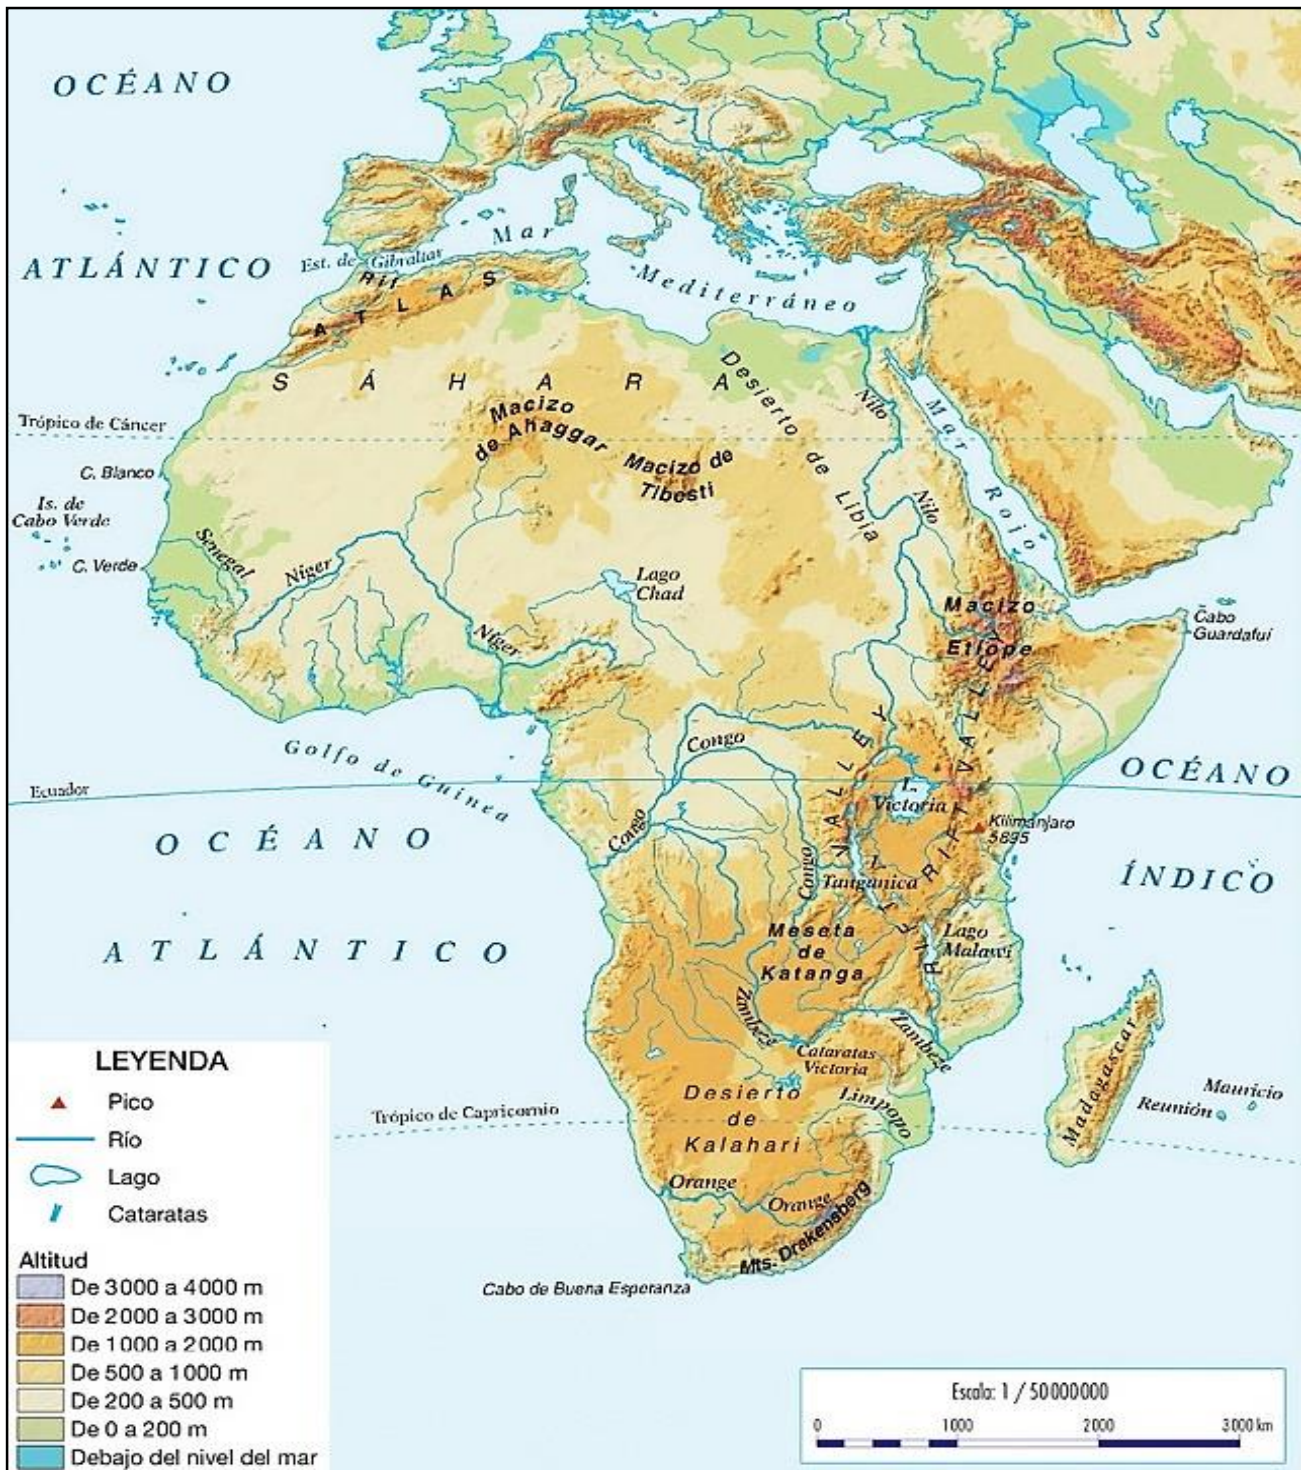 OCÉANO
ATLÁNTICO
Mar
Mediterráneo
Est. de Gibraltar
Rif
ATLAS
SÁHARA
Desierto de Libia
Nilo
Mar Rojo
Trópico de Cáncer
Macizo
de Ahaggar
Macizo de
Tibesti
C. Blanco
Is. de
Cabo Verde
C. Verde
Senegal
Níger
Níger
Lago
Chad
Nilo
Macizo
Etíope
Cabo
Guardafui
Golfo de Guinea
Congo
RIFT VALLEY
RIFT VALLEY
Ecuador
OCÉANO
ATLÁNTICO
L.
Victoria
Kilimanjaro
5895
OCÉANO
ÍNDICO
Congo
Congo
L.
Tanganica
Meseta
de
Katanga
Lago
Malawi
Zambeze
Zambeze
Cataratas
Victoria
Madagascar
Mauricio
Reunión
Trópico de Capricornio
Desierto
de
Kalahari
Limpopo
Orange
Orange
Mts. Drakensberg
Cabo de Buena Esperanza
LEYENDA
Pico
Río
Lago
Cataratas
Altitud
De 3000 a 4000 m
De 2000 a 3000 m
De 1000 a 2000 m
De 500 a 1000 m
De 200 a 500 m
De 0 a 200 m
Debajo del nivel del mar
Escala: 1 / 50000000
0 1000 2000 3000 km